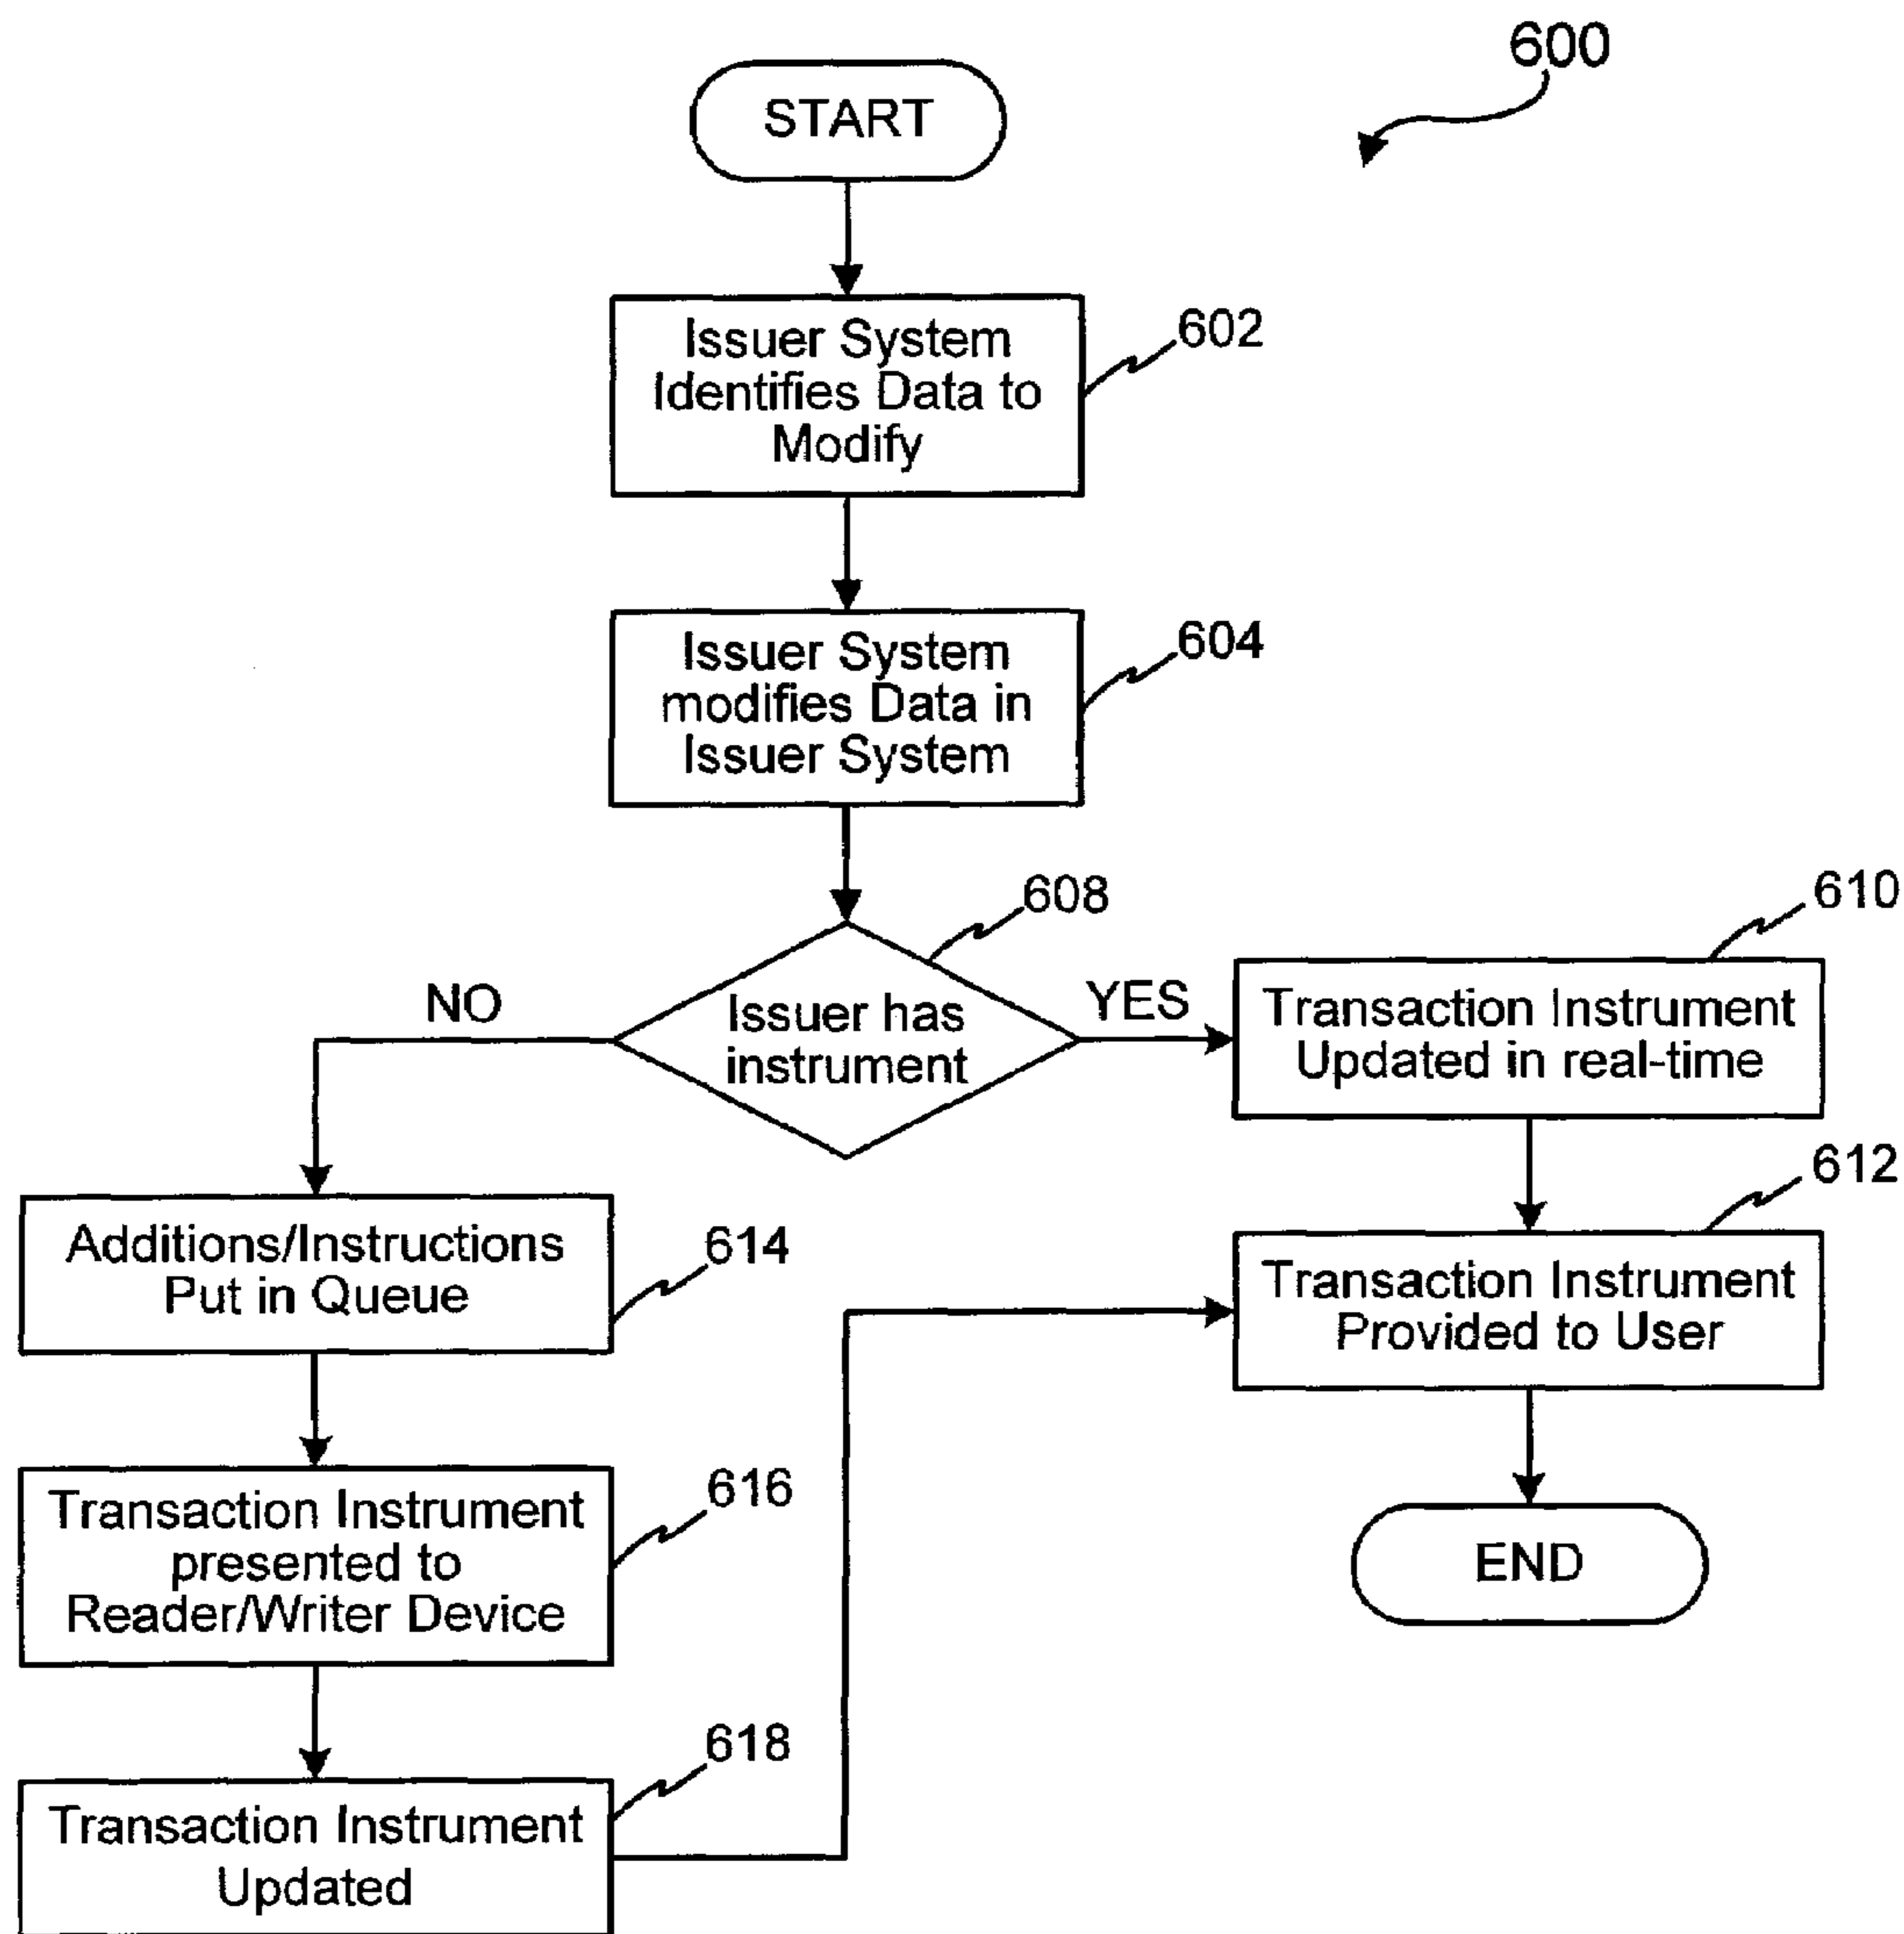 600
START
Issuer System
Identifies Data to
Modify
602
Issuer System
modifies Data in
Issuer System
604
608
Issuer has
instrument
NO
YES
610
Transaction Instrument
Updated in real-time
612
Transaction Instrument
Provided to User
END
Additions/Instructions
Put in Queue
614
Transaction Instrument
presented to
Reader/Writer Device
616
Transaction Instrument
Updated
618